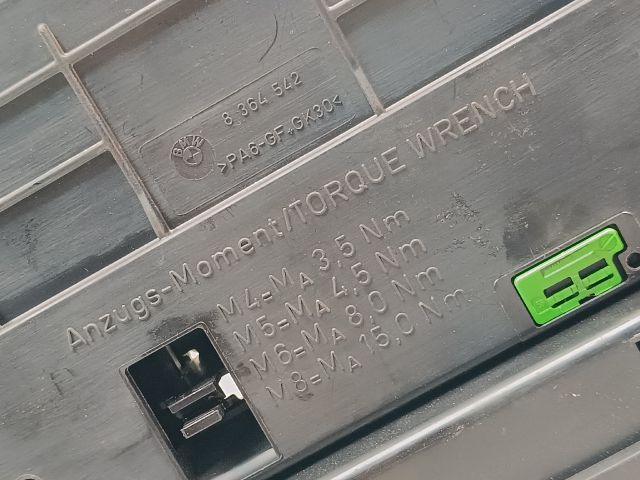 BMW
8 364 542
>PA6-GF+GK30<
Anzugs-Moment/TORQUE WRENCH
M4=MA 3,5 Nm
M5=MA 4,5 Nm
M6=MA 8,0 Nm
M8=MA 15,0 Nm